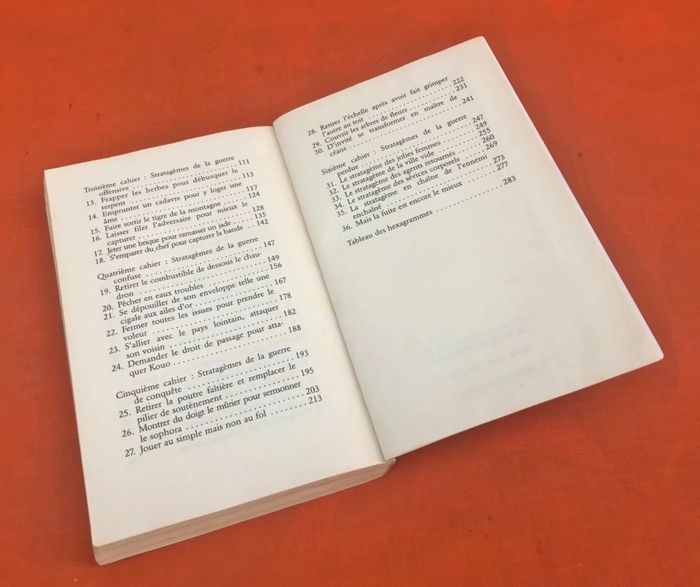 Troisième cahier : Stratagèmes de la guerre
offensive . . . . . . . . . . 111
13. Frapper les herbes pour débusquer le
serpent . . . . . . . . . . 113
14. Emprunter un cadavre pour y loger une
âme . . . . . . . . . . 117
15. Faire sortir le tigre de la montagne . . . 124
16. Laisser filer l'adversaire pour mieux le
capturer . . . . . . . . . . 135
17. Jeter une brique pour ramasser un jade .
18. S'emparer du chef pour capturer la bande . . 142
Quatrième cahier : Stratagèmes de la guerre
confuse . . . . . . . . . . 147
19. Retirer le combustible de dessous le chau-
dron . . . . . . . . . . 149
20. Pêcher en eaux troubles . . . . . . . . . . 156
21. Se dépouiller de son enveloppe telle une
cigale aux ailes d'or . . . . . . . . . . 167
22. Fermer toutes les issues pour prendre le
voleur . . . . . . . . . . 178
23. S'allier avec le pays lointain, attaquer
son voisin . . . . . . . . . . 182
24. Demander le droit de passage pour atta-
quer Kouo . . . . . . . . . . 188
Cinquième cahier : Stratagèmes de la guerre
de conquête . . . . . . . . . . 193
25. Retirer la poutre faîtière et remplacer le
pilier de soutènement . . . . . . . . . . 195
26. Montrer du doigt le mûrier pour sermonner
le sophora . . . . . . . . . . 203
27. Jouer au simple mais non au fol . . . . . 213
28. Retirer l'échelle après avoir fait grimper
l'autre au toit . . . . . . . . . . 222
29. Couvrir les arbres de fleurs . . . . . . . . . . 231
30. D'invité se transformer en maître de
céans . . . . . . . . . . 241
Sixième cahier : Stratagèmes de la guerre
perdue . . . . . . . . . . 247
31. Le stratagème des jolies femmes . . . . . 249
32. Le stratagème de la ville vide . . . . . 255
33. Le stratagème des agents retournés . . . . . 260
34. Le stratagème des sévices corporels . . . . . 269
35. La stratagème en chaîne de l'ennemi
enchaîné . . . . . . . . . . 273
36. Mais la fuite est encore le mieux . . . . . 277
Tableau des hexagrammes . . . . . . . . . . 283